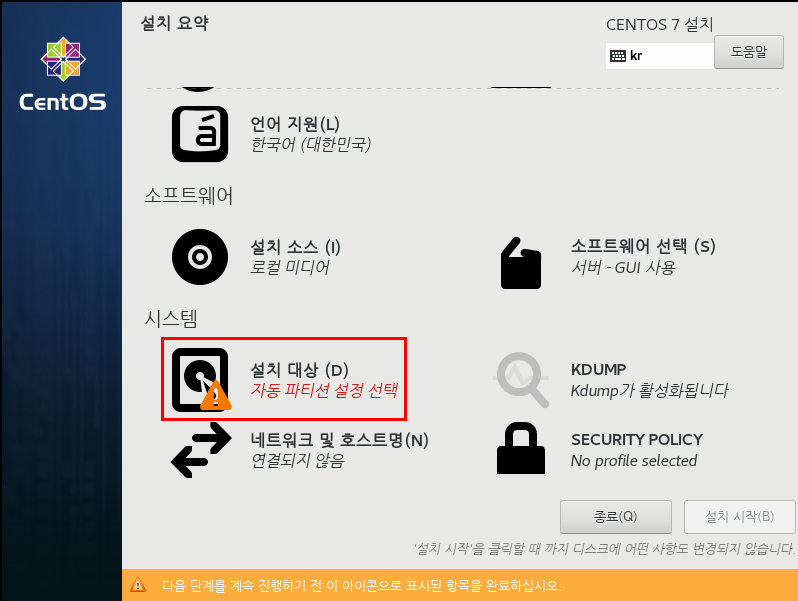 설치 요약
CENTOS 7 설치
kr
도움말
CentOS
언어 지원(L)
한국어 (대한민국)
소프트웨어
설치 소스 (I)
로컬 미디어
소프트웨어 선택 (S)
서버 - GUI 사용
시스템
설치 대상 (D)
자동 파티션 설정 선택
KDUMP
Kdump가 활성화됩니다
네트워크 및 호스트명(N)
연결되지 않음
SECURITY POLICY
No profile selected
종료(Q)
설치 시작(B)
'설치 시작'을 클릭할 때 까지 디스크에 어떤 사항도 변경되지 않습니다.
다음 단계를 계속 진행하기 전 이 아이콘으로 표시된 항목을 완료하십시오.